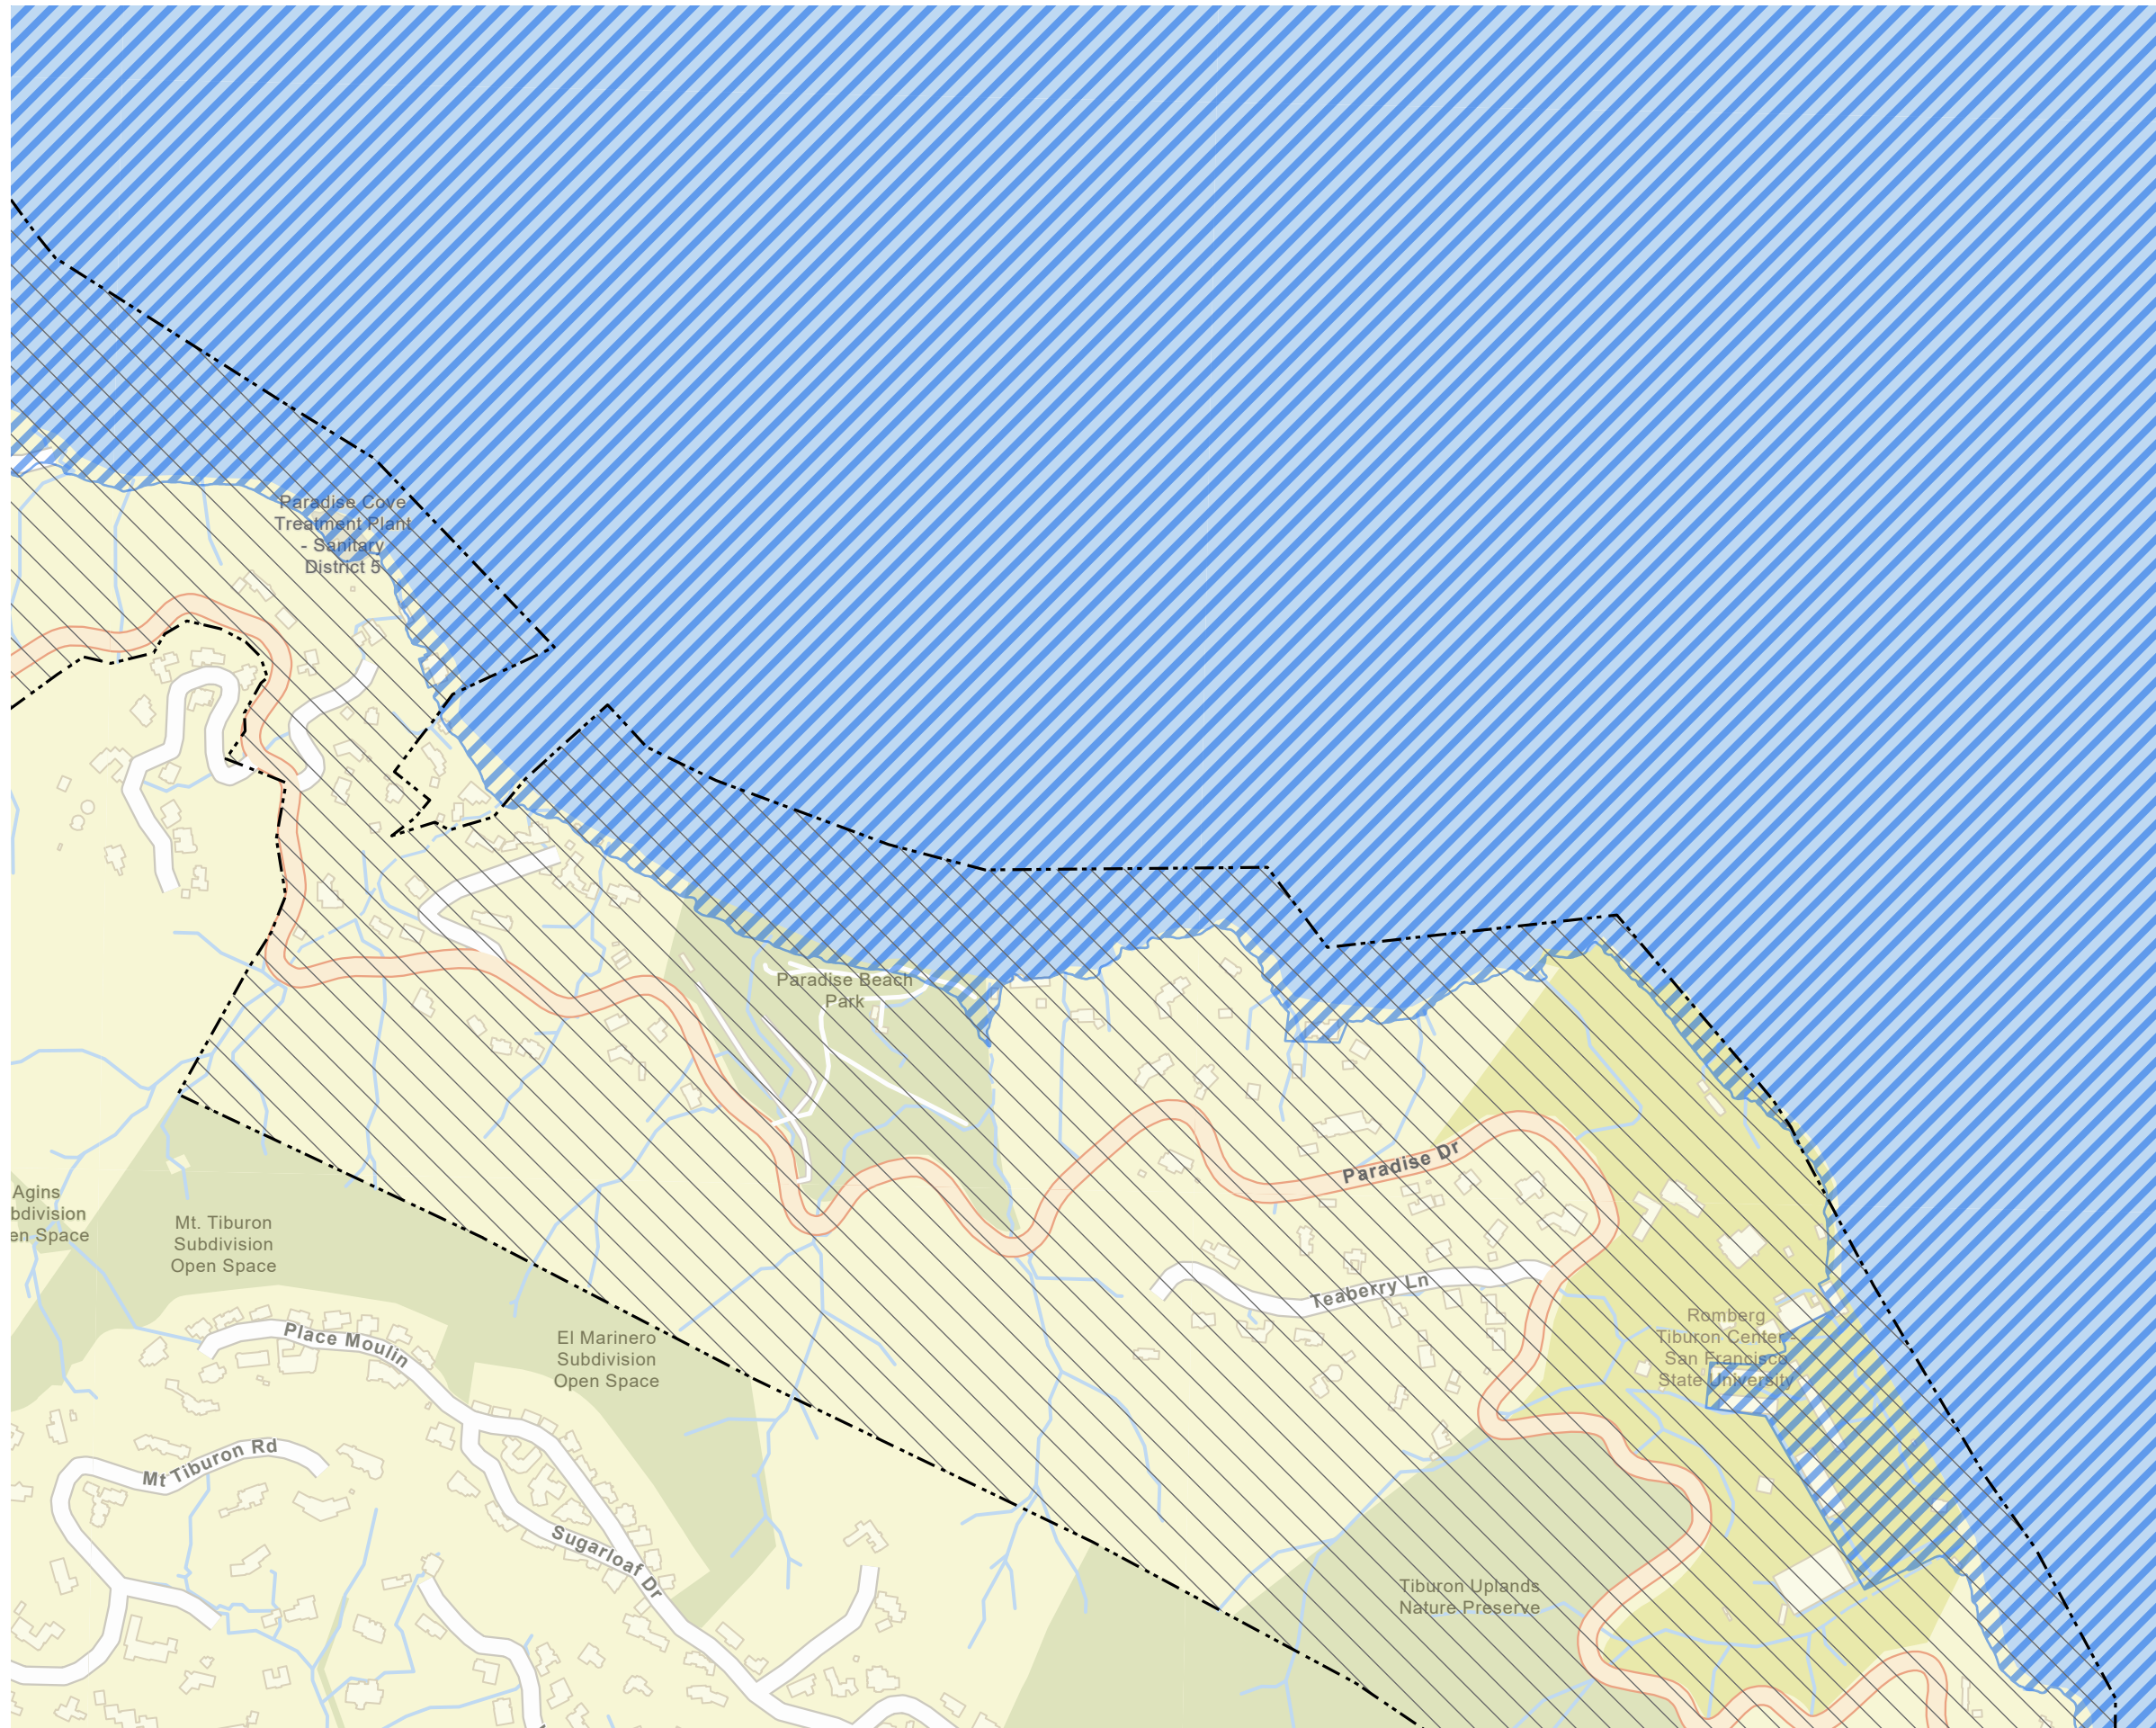 Paradise Cove
Treatment Plant
- Sanitary
District 5
Paradise Beach
Park
Paradise Dr
Agins
bdivision
en Space
Mt. Tiburon
Subdivision
Open Space
Teaberry Ln
Romberg
Tiburon Center -
San Francisco
State University
Place Moulin
El Marinero
Subdivision
Open Space
Mt Tiburon Rd
Sugarloaf Dr
Tiburon Uplands
Nature Preserve